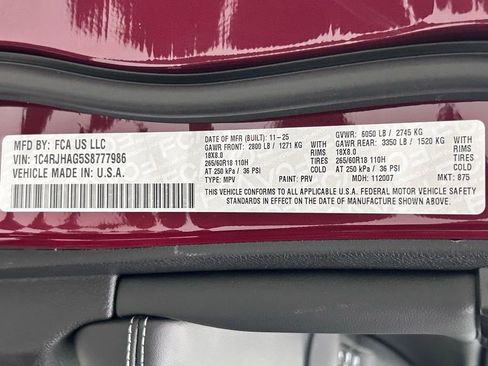 MFD BY: FCA US LLC
VIN: 1C4RJHAG5S8777986
VEHICLE MADE IN U.S.A.
DATE OF MFR (BUILT): 11-25
GVWR: 6050 LB / 2745 KG
GAWR FRONT: 2800 LB / 1271 KG WITH GAWR REAR: 3350 LB / 1520 KG WITH
18X8.0 RIMS 18X8.0 RIMS
265/60R18 110H TIRES 265/60R18 110H TIRES
AT 250 kPa / 36 PSI COLD AT 250 kPa / 36 PSI COLD
TYPE: MPV PAINT: PRV MDH: 112007 MKT: 875
THIS VEHICLE CONFORMS TO ALL APPLICABLE U.S.A. FEDERAL MOTOR VEHICLE SAFETY
STANDARDS IN EFFECT ON THE DATE OF MANUFACTURE SHOWN ABOVE.